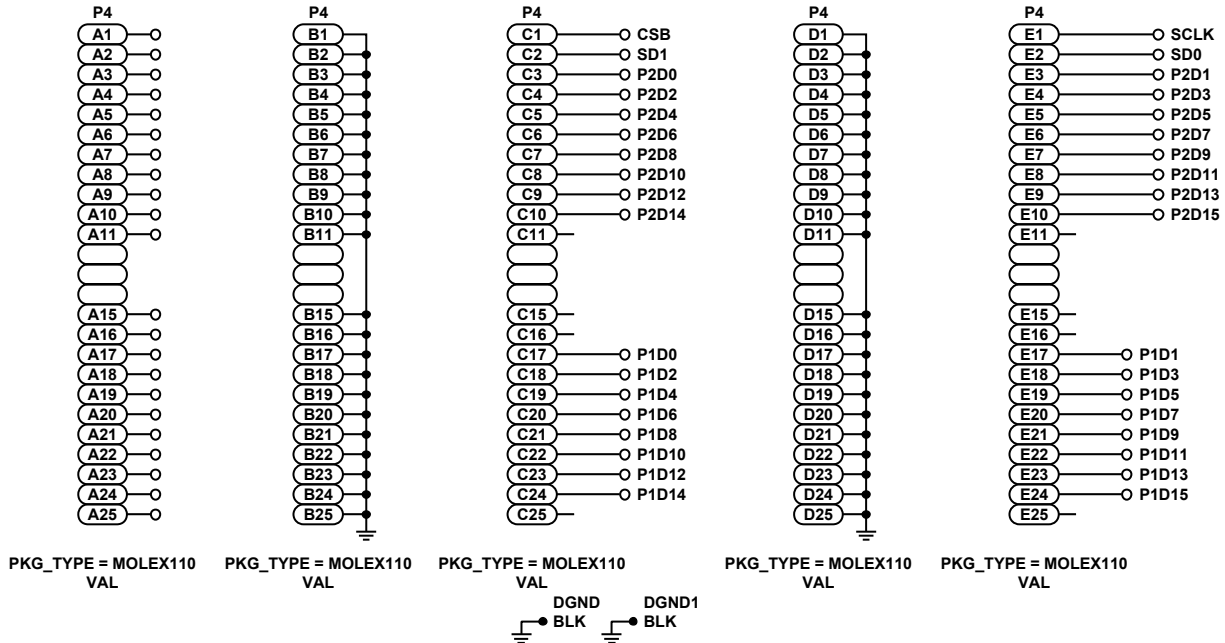 P4 P4 P4 P4 P4
A1 B1 C1 CSB D1 E1 SCLK
A2 B2 C2 SD1 D2 E2 SD0
A3 B3 C3 P2D0 D3 E3 P2D1
A4 B4 C4 P2D2 D4 E4 P2D3
A5 B5 C5 P2D4 D5 E5 P2D5
A6 B6 C6 P2D6 D6 E6 P2D7
A7 B7 C7 P2D8 D7 E7 P2D9
A8 B8 C8 P2D10 D8 E8 P2D11
A9 B9 C9 P2D12 D9 E9 P2D13
A10 B10 C10 P2D14 D10 E10 P2D15
A11 B11 C11 D11 E11
A15 B15 C15 D15 E15
A16 B16 C16 D16 E16
A17 B17 C17 P1D0 D17 E17 P1D1
A18 B18 C18 P1D2 D18 E18 P1D3
A19 B19 C19 P1D4 D19 E19 P1D5
A20 B20 C20 P1D6 D20 E20 P1D7
A21 B21 C21 P1D8 D21 E21 P1D9
A22 B22 C22 P1D10 D22 E22 P1D11
A23 B23 C23 P1D12 D23 E23 P1D13
A24 B24 C24 P1D14 D24 E24 P1D15
A25 B25 C25 D25 E25
PKG_TYPE = MOLEX110 PKG_TYPE = MOLEX110 PKG_TYPE = MOLEX110 PKG_TYPE = MOLEX110 PKG_TYPE = MOLEX110
VAL VAL VAL VAL VAL
DGND DGND1
BLK BLK